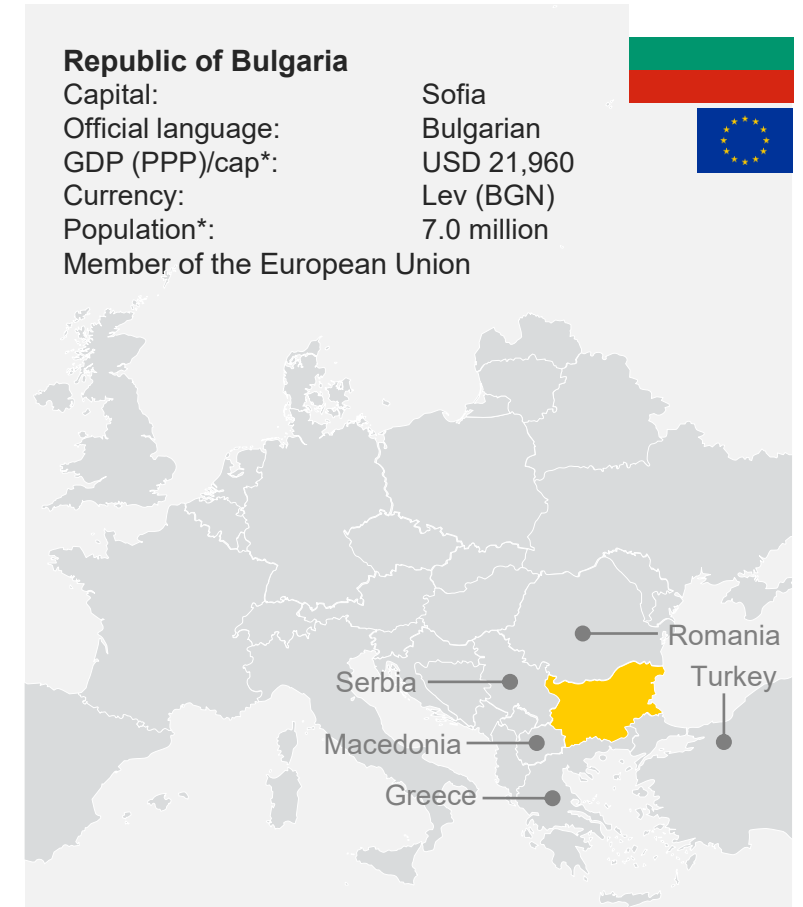 Republic of Bulgaria
Capital: Sofia
Official language: Bulgarian
GDP (PPP)/cap*: USD 21,960
Currency: Lev (BGN)
Population*: 7.0 million
Member of the European Union
Romania
Turkey
Serbia
Macedonia
Greece